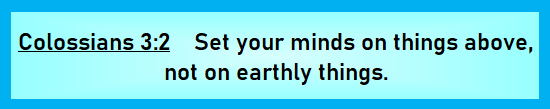 Colossians 3:2 Set your minds on things above,
not on earthly things.